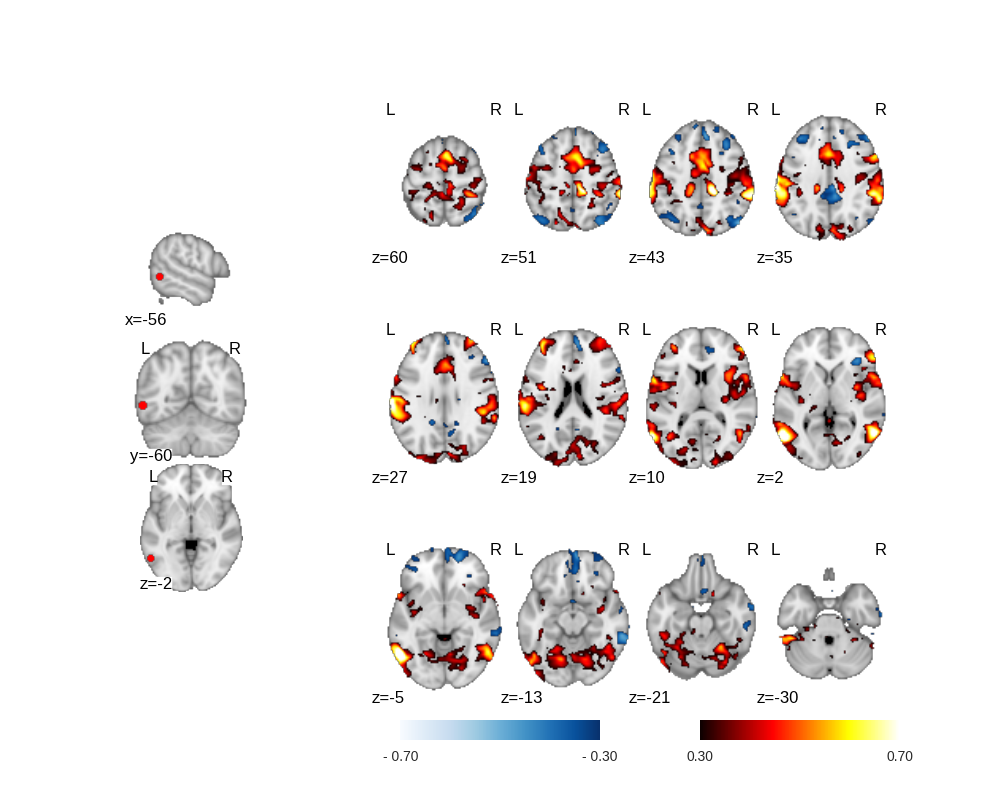 L R L R L R L R
z=60 z=51 z=43 z=35
x=-56
L R
y=-60
L R
z=-2
L R L R L R L R
z=27 z=19 z=10 z=2
L R L R L R L R
z=-5 z=-13 z=-21 z=-30
- 0.70 - 0.30 0.30 0.70